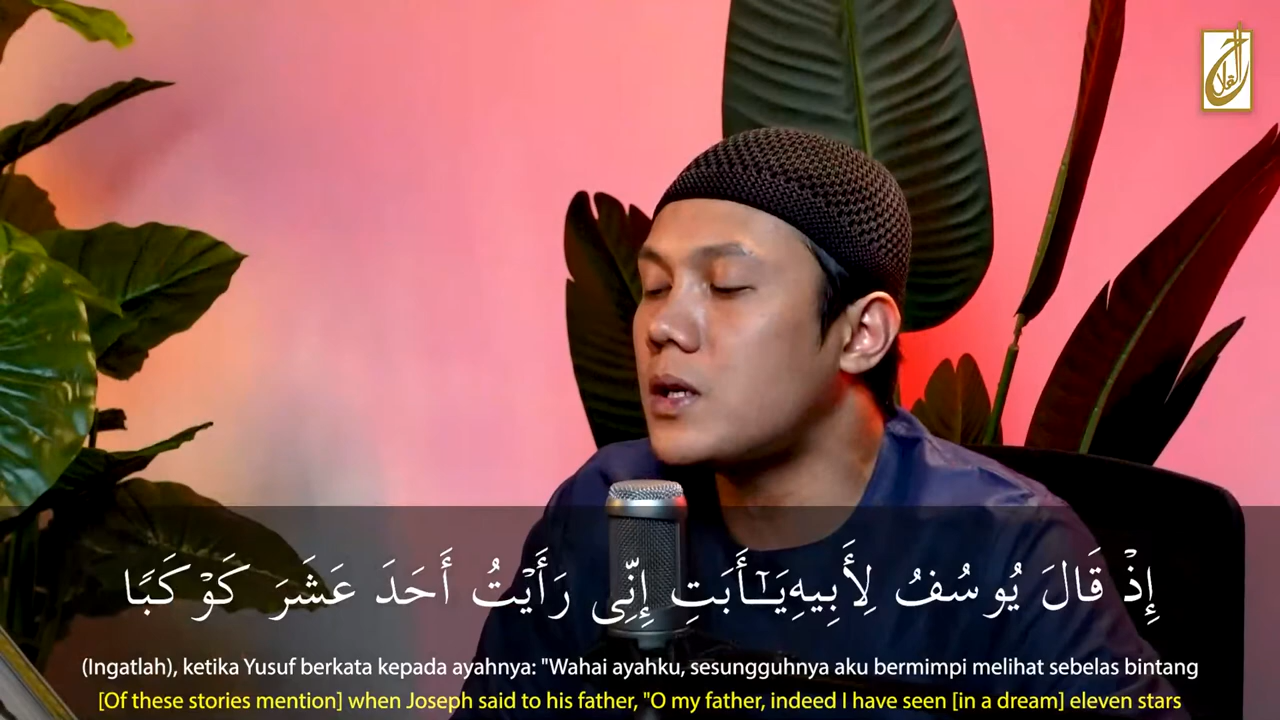 إِذْ قَالَ يُوسُفُ لِأَبِيهِ يَـٰٓأَبَتِ إِنِّى رَأَيْتُ أَحَدَ عَشَرَ كَوْكَبًا
(Ingatlah), ketika Yusuf berkata kepada ayahnya: "Wahai ayahku, sesungguhnya aku bermimpi melihat sebelas bintang
[Of these stories mention] when Joseph said to his father, "O my father, indeed I have seen [in a dream] eleven stars